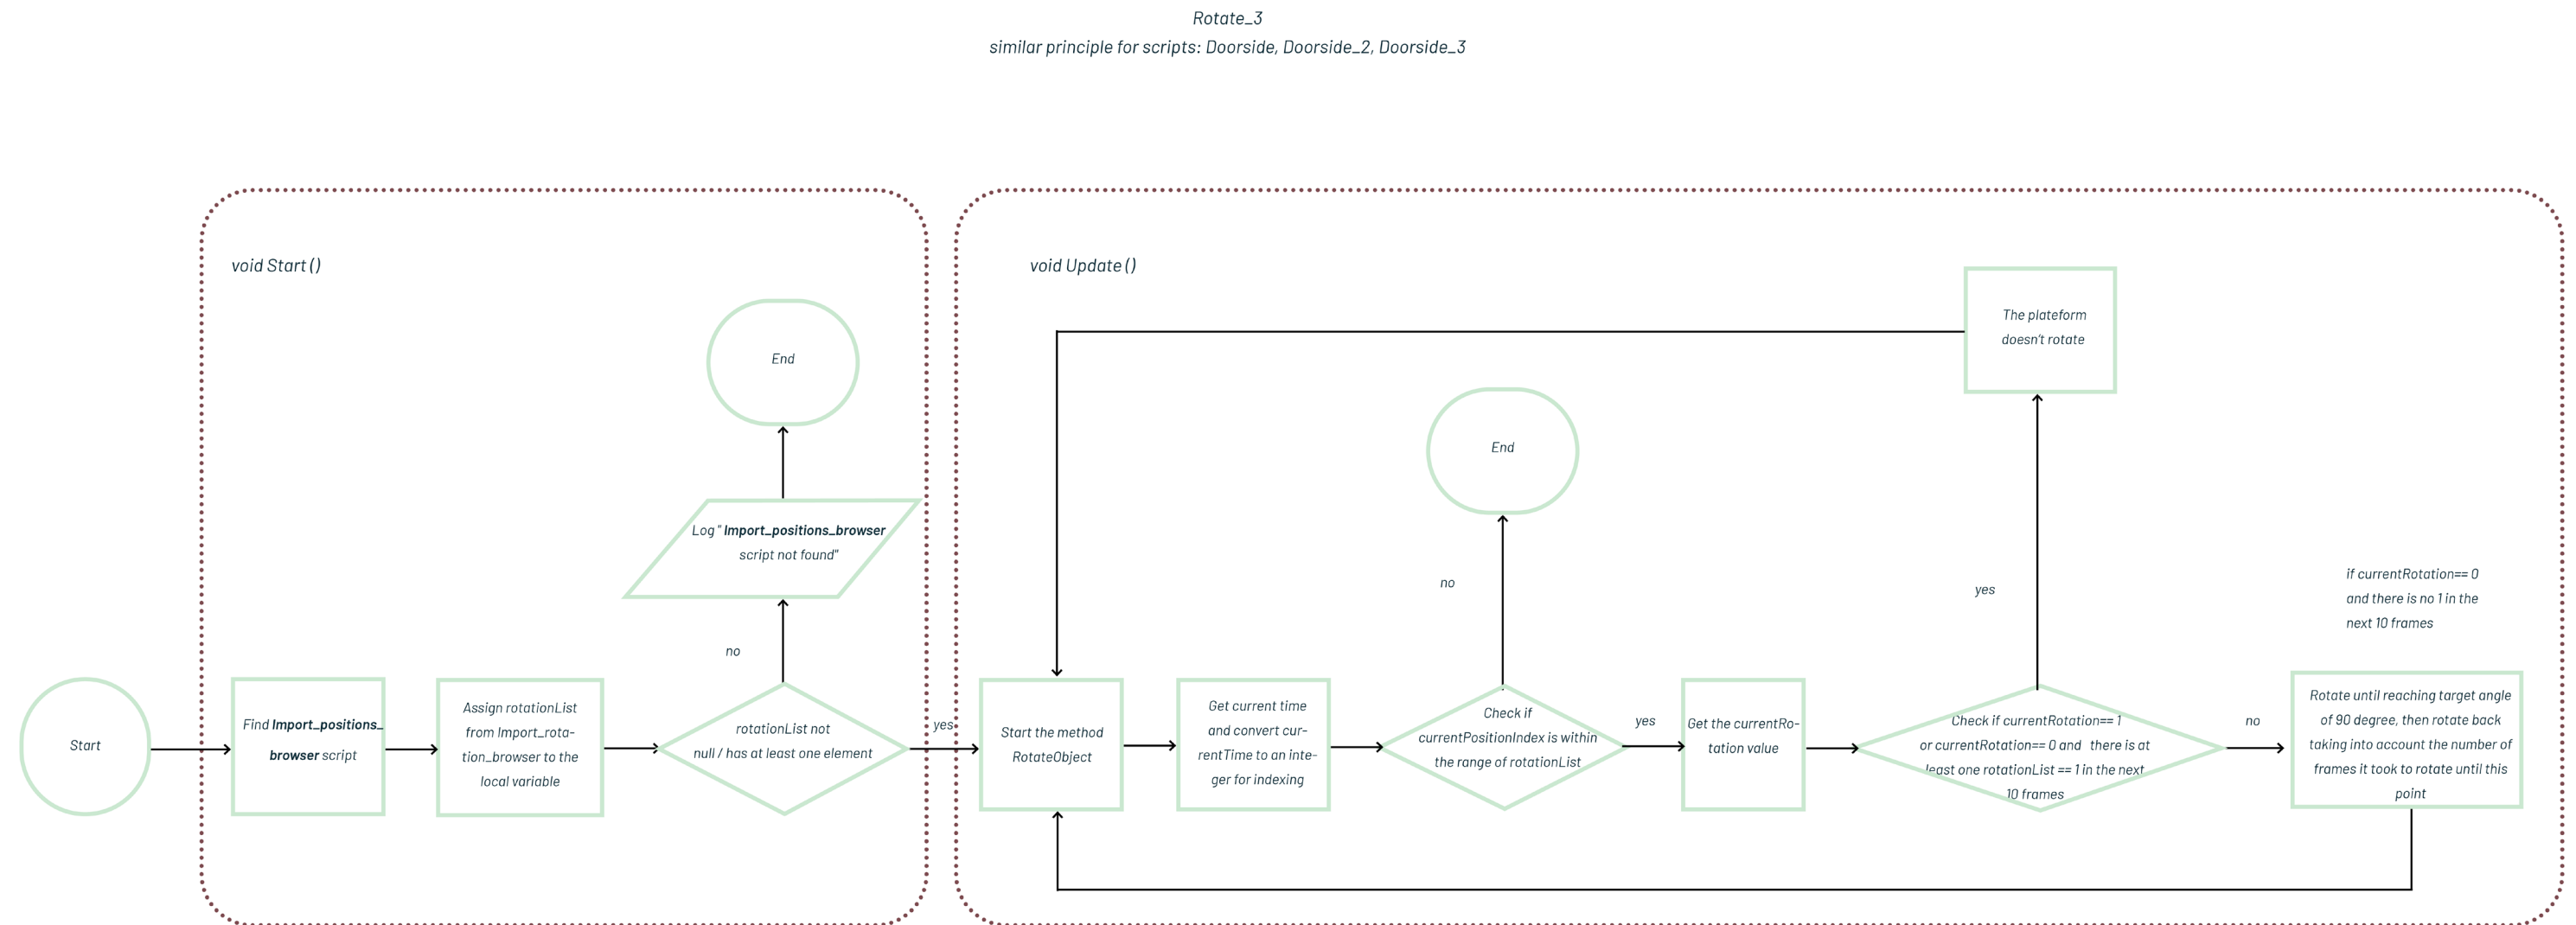 Rotate_3
similar principle for scripts: Doorside, Doorside_2, Doorside_3
void Start ()
void Update ()
Start
Find Import_positions_
browser script
Assign rotationList
from Import_rota-
tion_browser to the
local variable
rotationList not
null / has at least one element
no
Log " Import_positions_browser
script not found"
End
yes
Start the method
RotateObject
Get current time
and convert cur-
rentTime to an inte-
ger for indexing
Check if
currentPositionIndex is within
the range of rotationList
no
End
yes
Get the currentRo-
tation value
Check if currentRotation== 1
or currentRotation== 0 and there is at
least one rotationList == 1 in the next
10 frames
yes
The plateform
doesn't rotate
no
if currentRotation== 0
and there is no 1 in the
next 10 frames
Rotate until reaching target angle
of 90 degree, then rotate back
taking into account the number of
frames it took to rotate until this
point